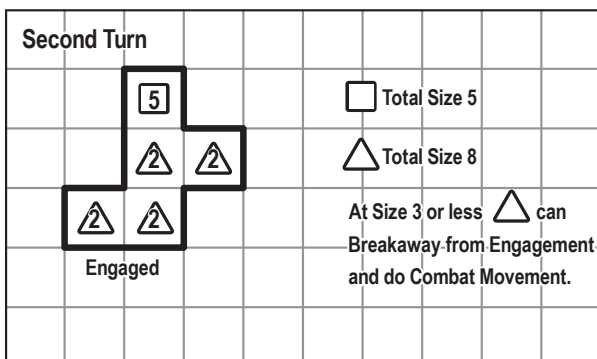 Second Turn
5
Total Size 5
2 2
Total Size 8
2 2
At Size 3 or less can
Breakaway from Engagement
and do Combat Movement.
Engaged